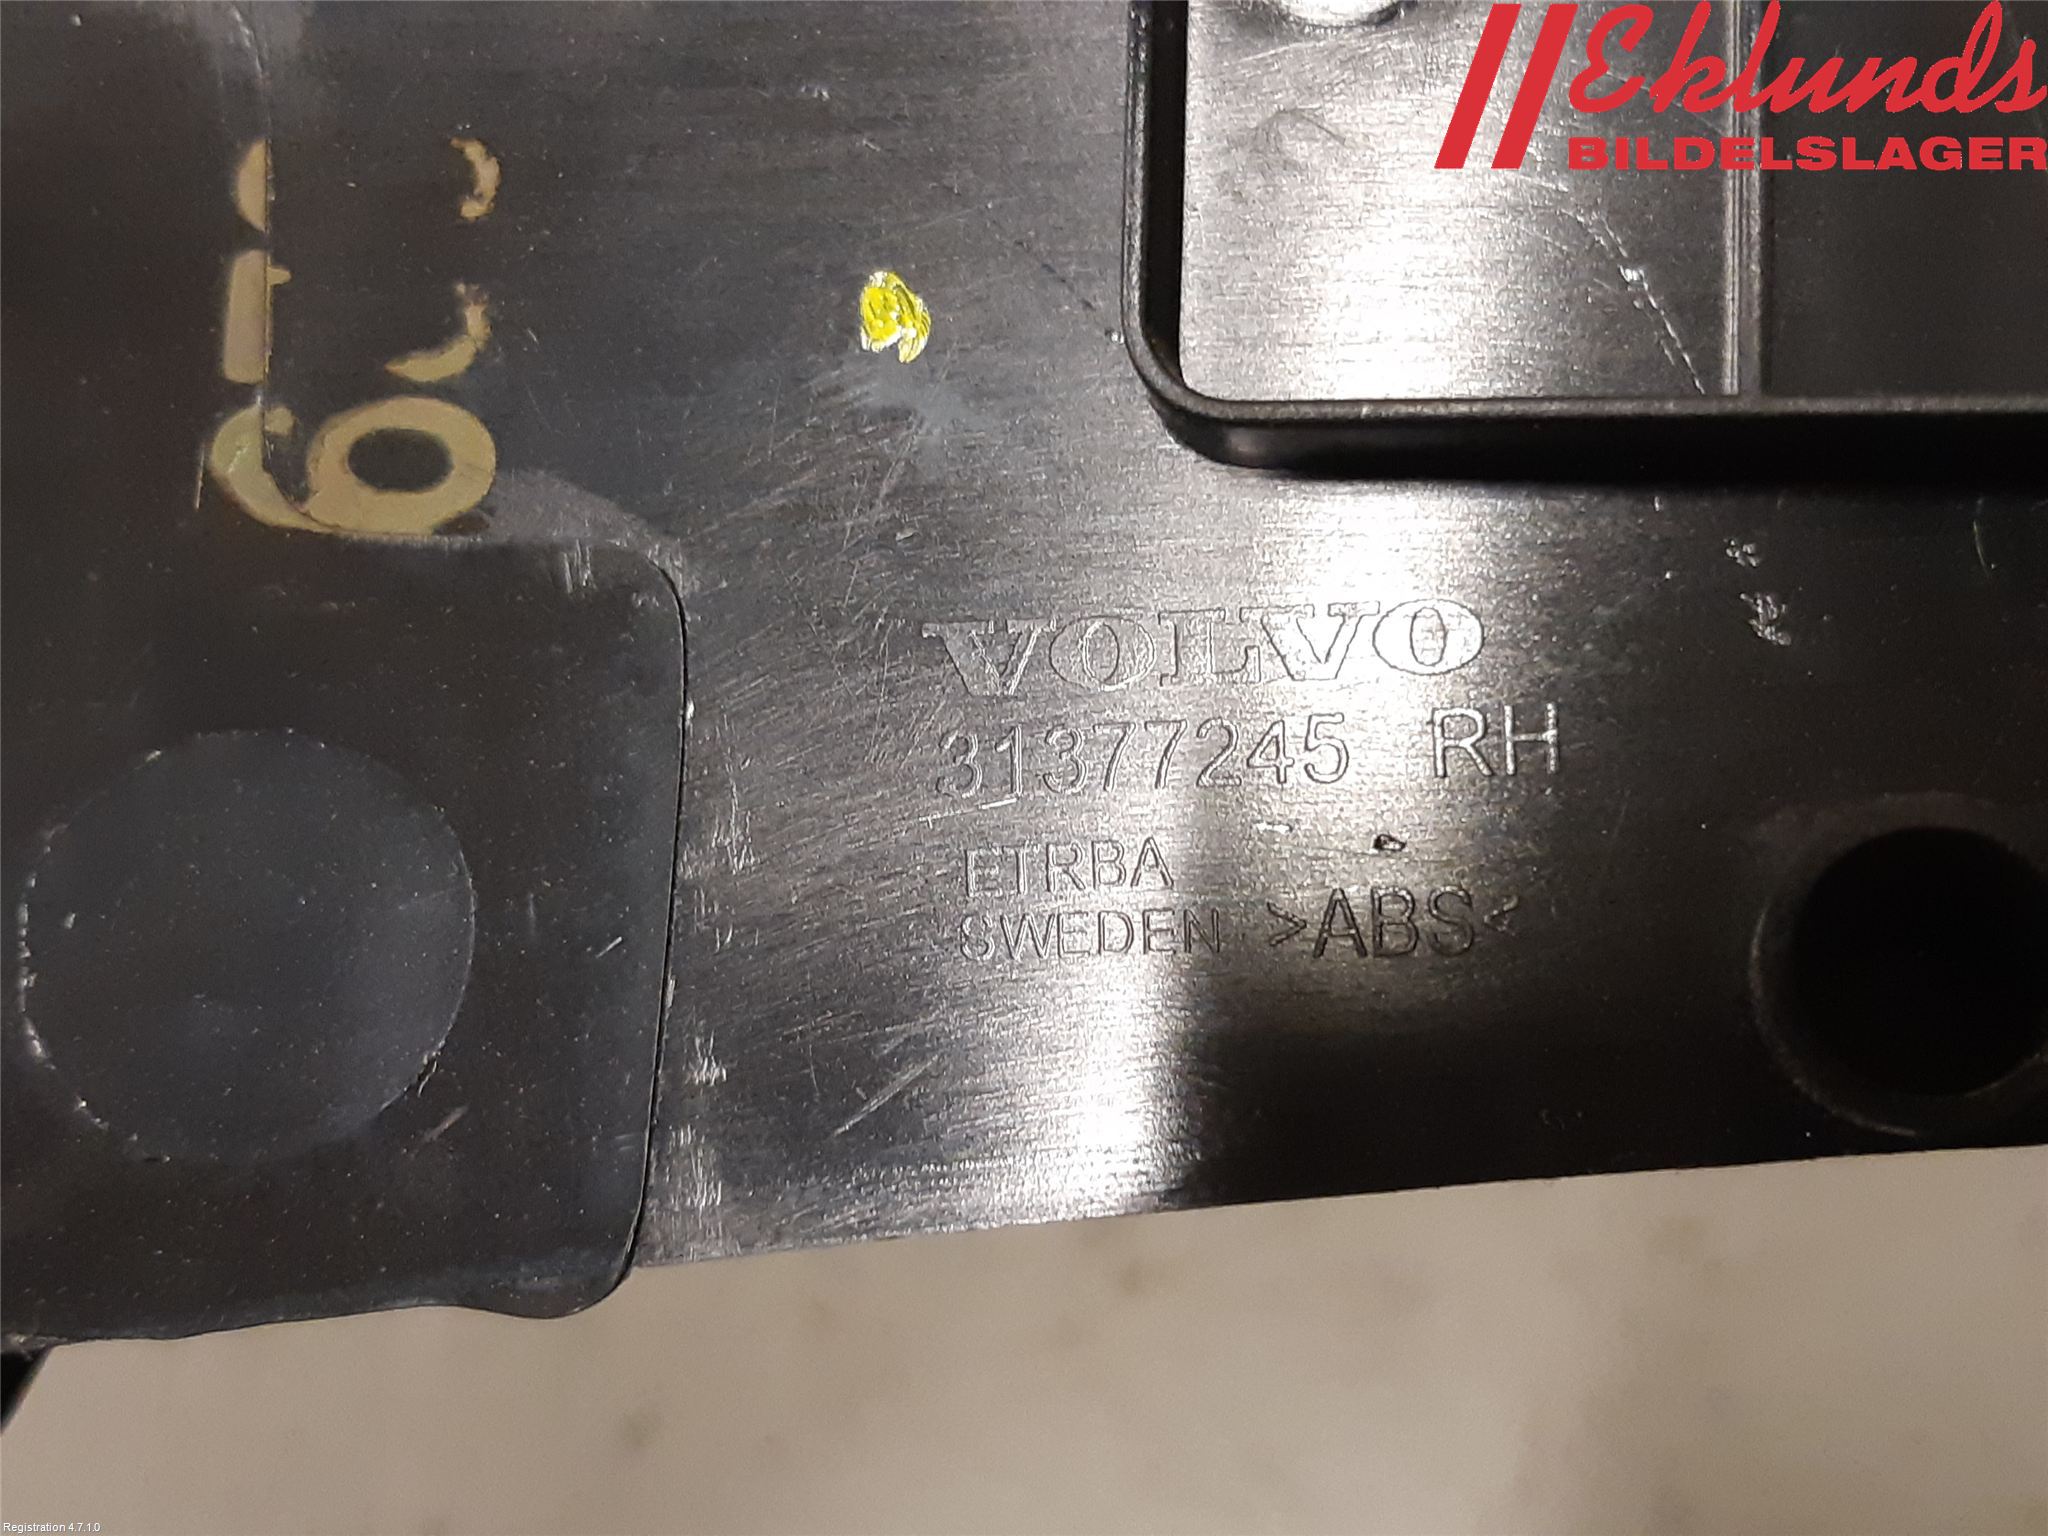 Eklunds
BILDELSLAGER
VOLVO
31377245 RH
ETRBA
SWEDEN >ABS<
Registration 4.7.1.0